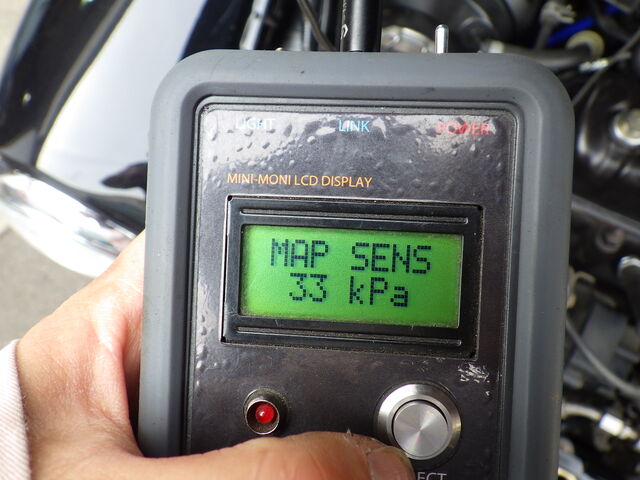 LIGHT LINK POWER
MINI-MONI LCD DISPLAY
MAP SENS
33 kPa